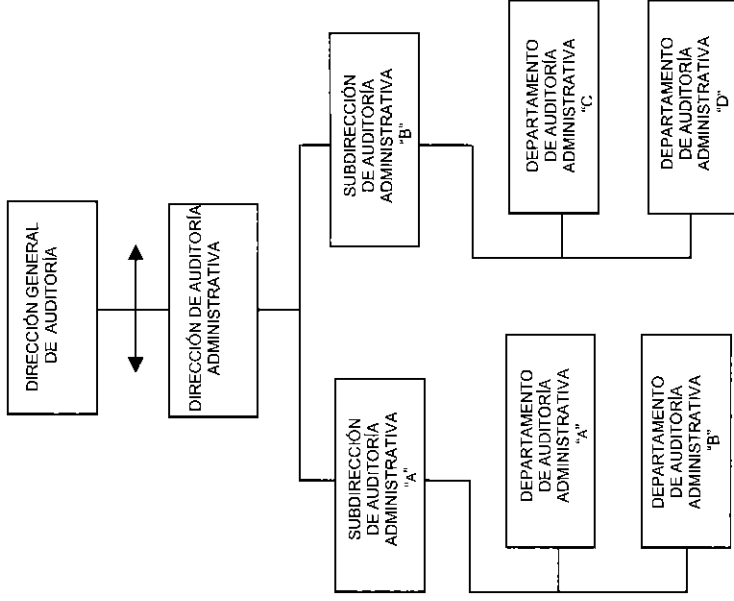 DIRECCIÓN GENERAL
DE AUDITORÍA
DIRECCIÓN DE AUDITORÍA
ADMINISTRATIVA
SUBDIRECCIÓN
DE AUDITORÍA
ADMINISTRATIVA
"A"
SUBDIRECCIÓN
DE AUDITORÍA
ADMINISTRATIVA
"B"
DEPARTAMENTO
DE AUDITORÍA
ADMINISTRATIVA
"A"
DEPARTAMENTO
DE AUDITORÍA
ADMINISTRATIVA
"B"
DEPARTAMENTO
DE AUDITORÍA
ADMINISTRATIVA
"C
DEPARTAMENTO
DE AUDITORÍA
ADMINISTRATIVA
"D"